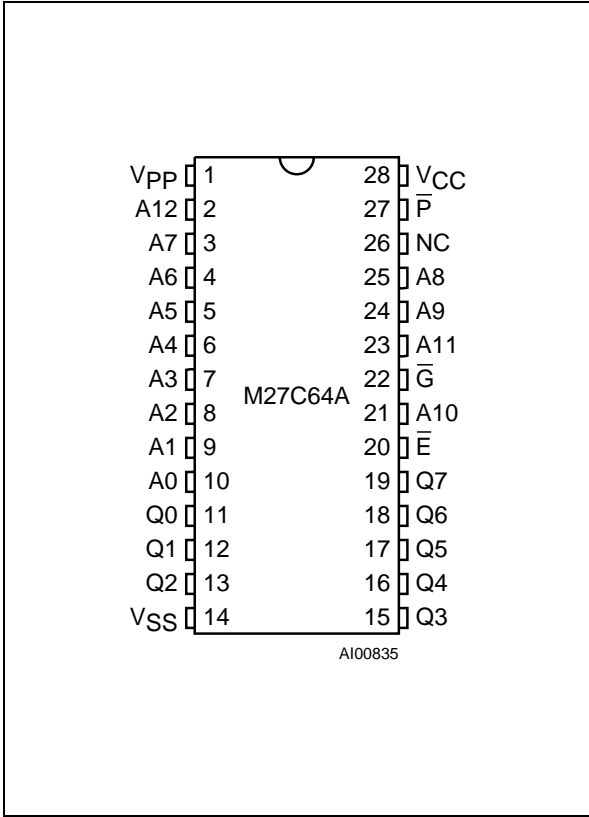 VPP 1 28 VCC
A12 2 27 P̅
A7 3 26 NC
A6 4 25 A8
A5 5 24 A9
A4 6 23 A11
A3 7 22 G̅
M27C64A
A2 8 21 A10
A1 9 20 E̅
A0 10 19 Q7
Q0 11 18 Q6
Q1 12 17 Q5
Q2 13 16 Q4
VSS 14 15 Q3
AI00835